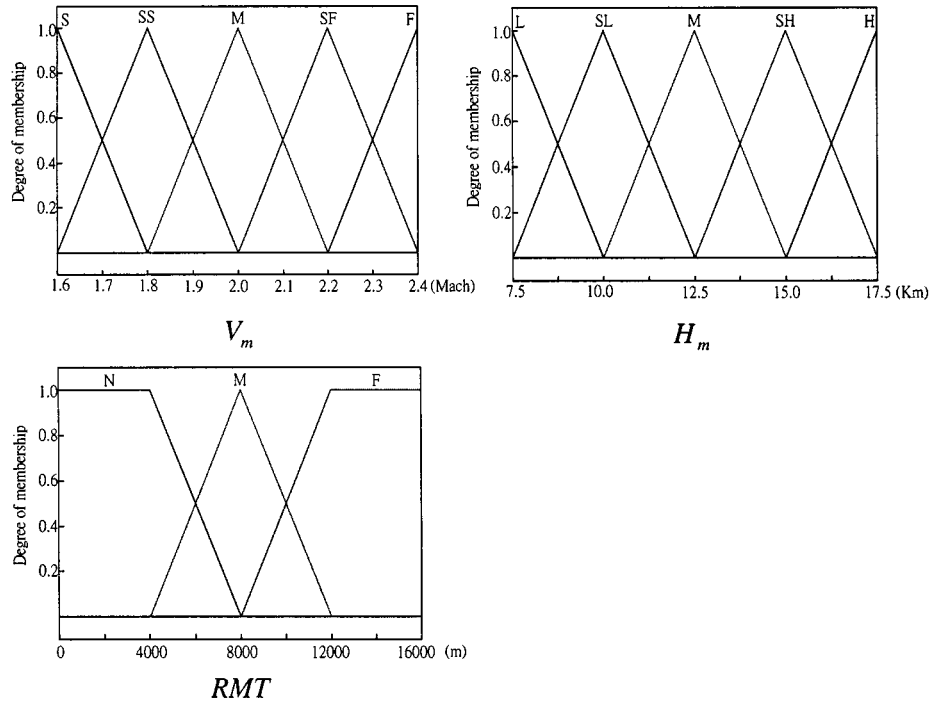 S SS M SF F
1.0
0.8
0.6
0.4
0.2
Degree of membership
1.6 1.7 1.8 1.9 2.0 2.1 2.2 2.3 2.4 (Mach)
V_m
L SL M SH H
1.0
0.8
0.6
0.4
0.2
Degree of membership
7.5 10.0 12.5 15.0 17.5 (Km)
H_m
N M F
1.0
0.8
0.6
0.4
0.2
Degree of membership
0 4000 8000 12000 16000 (m)
RMT